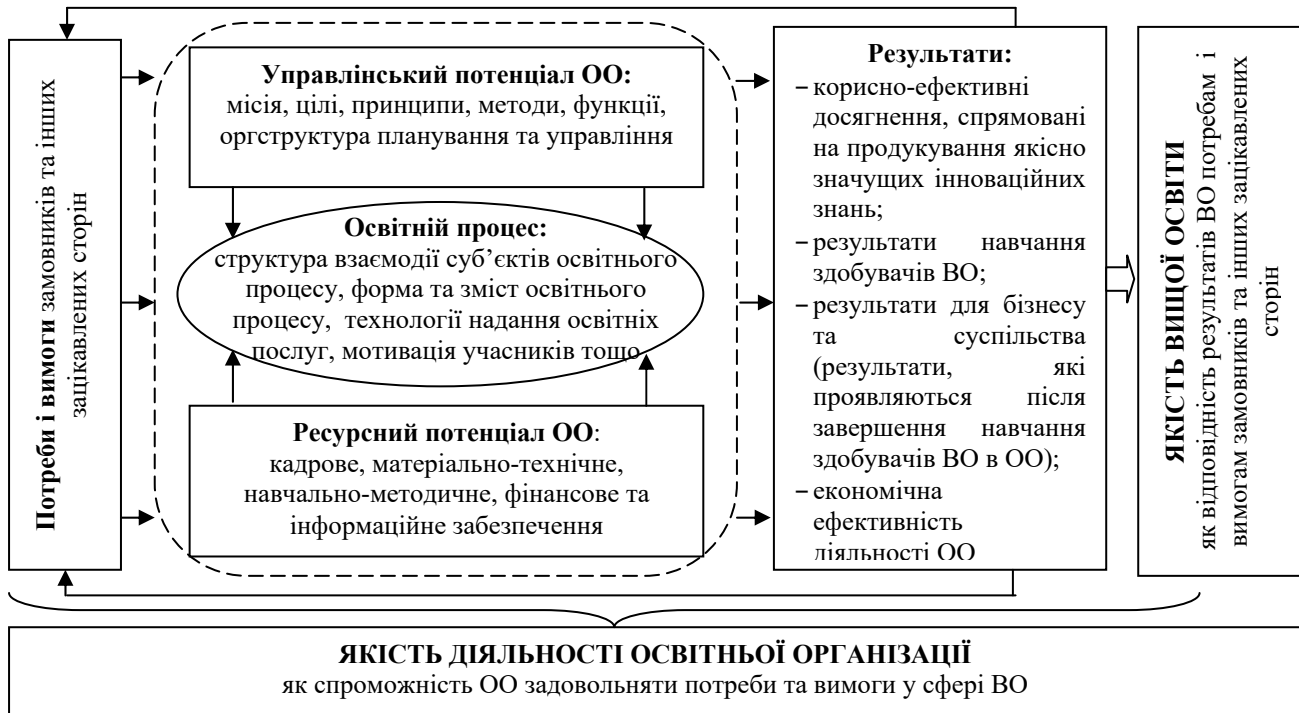 Потреби і вимоги замовників та інших
зацікавлених сторін
Управлінський потенціал ОО:
місія, цілі, принципи, методи, функції,
оргструктура планування та управління
Освітній процес:
структура взаємодії суб’єктів освітнього
процесу, форма та зміст освітнього
процесу, технології надання освітніх
послуг, мотивація учасників тощо
Ресурсний потенціал ОО:
кадрове, матеріально-технічне,
навчально-методичне, фінансове та
інформаційне забезпечення
Результати:
– корисно-ефективні
досягнення, спрямовані
на продукування якісно
значущих інноваційних
знань;
– результати навчання
здобувачів ВО;
– результати для бізнесу
та суспільства
(результати, які
проявляються після
завершення навчання
здобувачів ВО в ОО);
– економічна
ефективність
діяльності ОО
ЯКІСТЬ ВИЩОЇ ОСВІТИ
як відповідність результатів ВО потребам і
вимогам замовників та інших зацікавлених
сторін
ЯКІСТЬ ДІЯЛЬНОСТІ ОСВІТНЬОЇ ОРГАНІЗАЦІЇ
як спроможність ОО задовольняти потреби та вимоги у сфері ВО